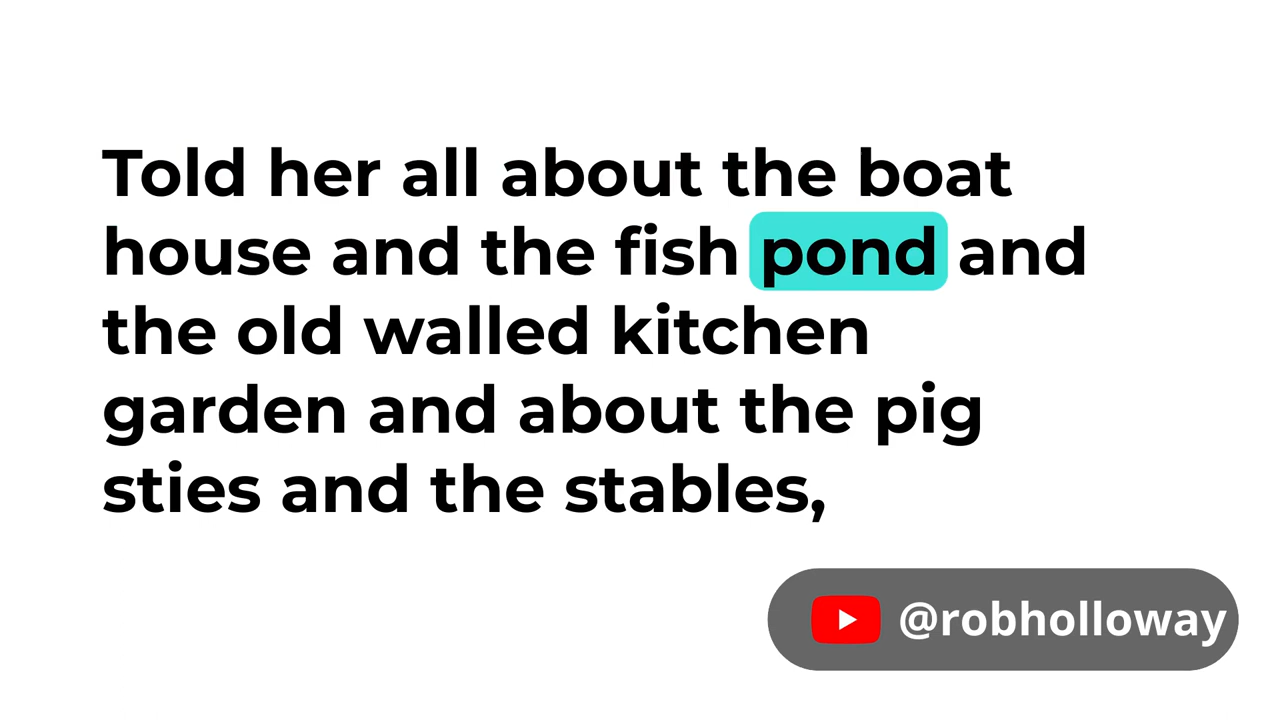 Told her all about the boat
house and the fish pond and
the old walled kitchen
garden and about the pig
sties and the stables,
@robholloway